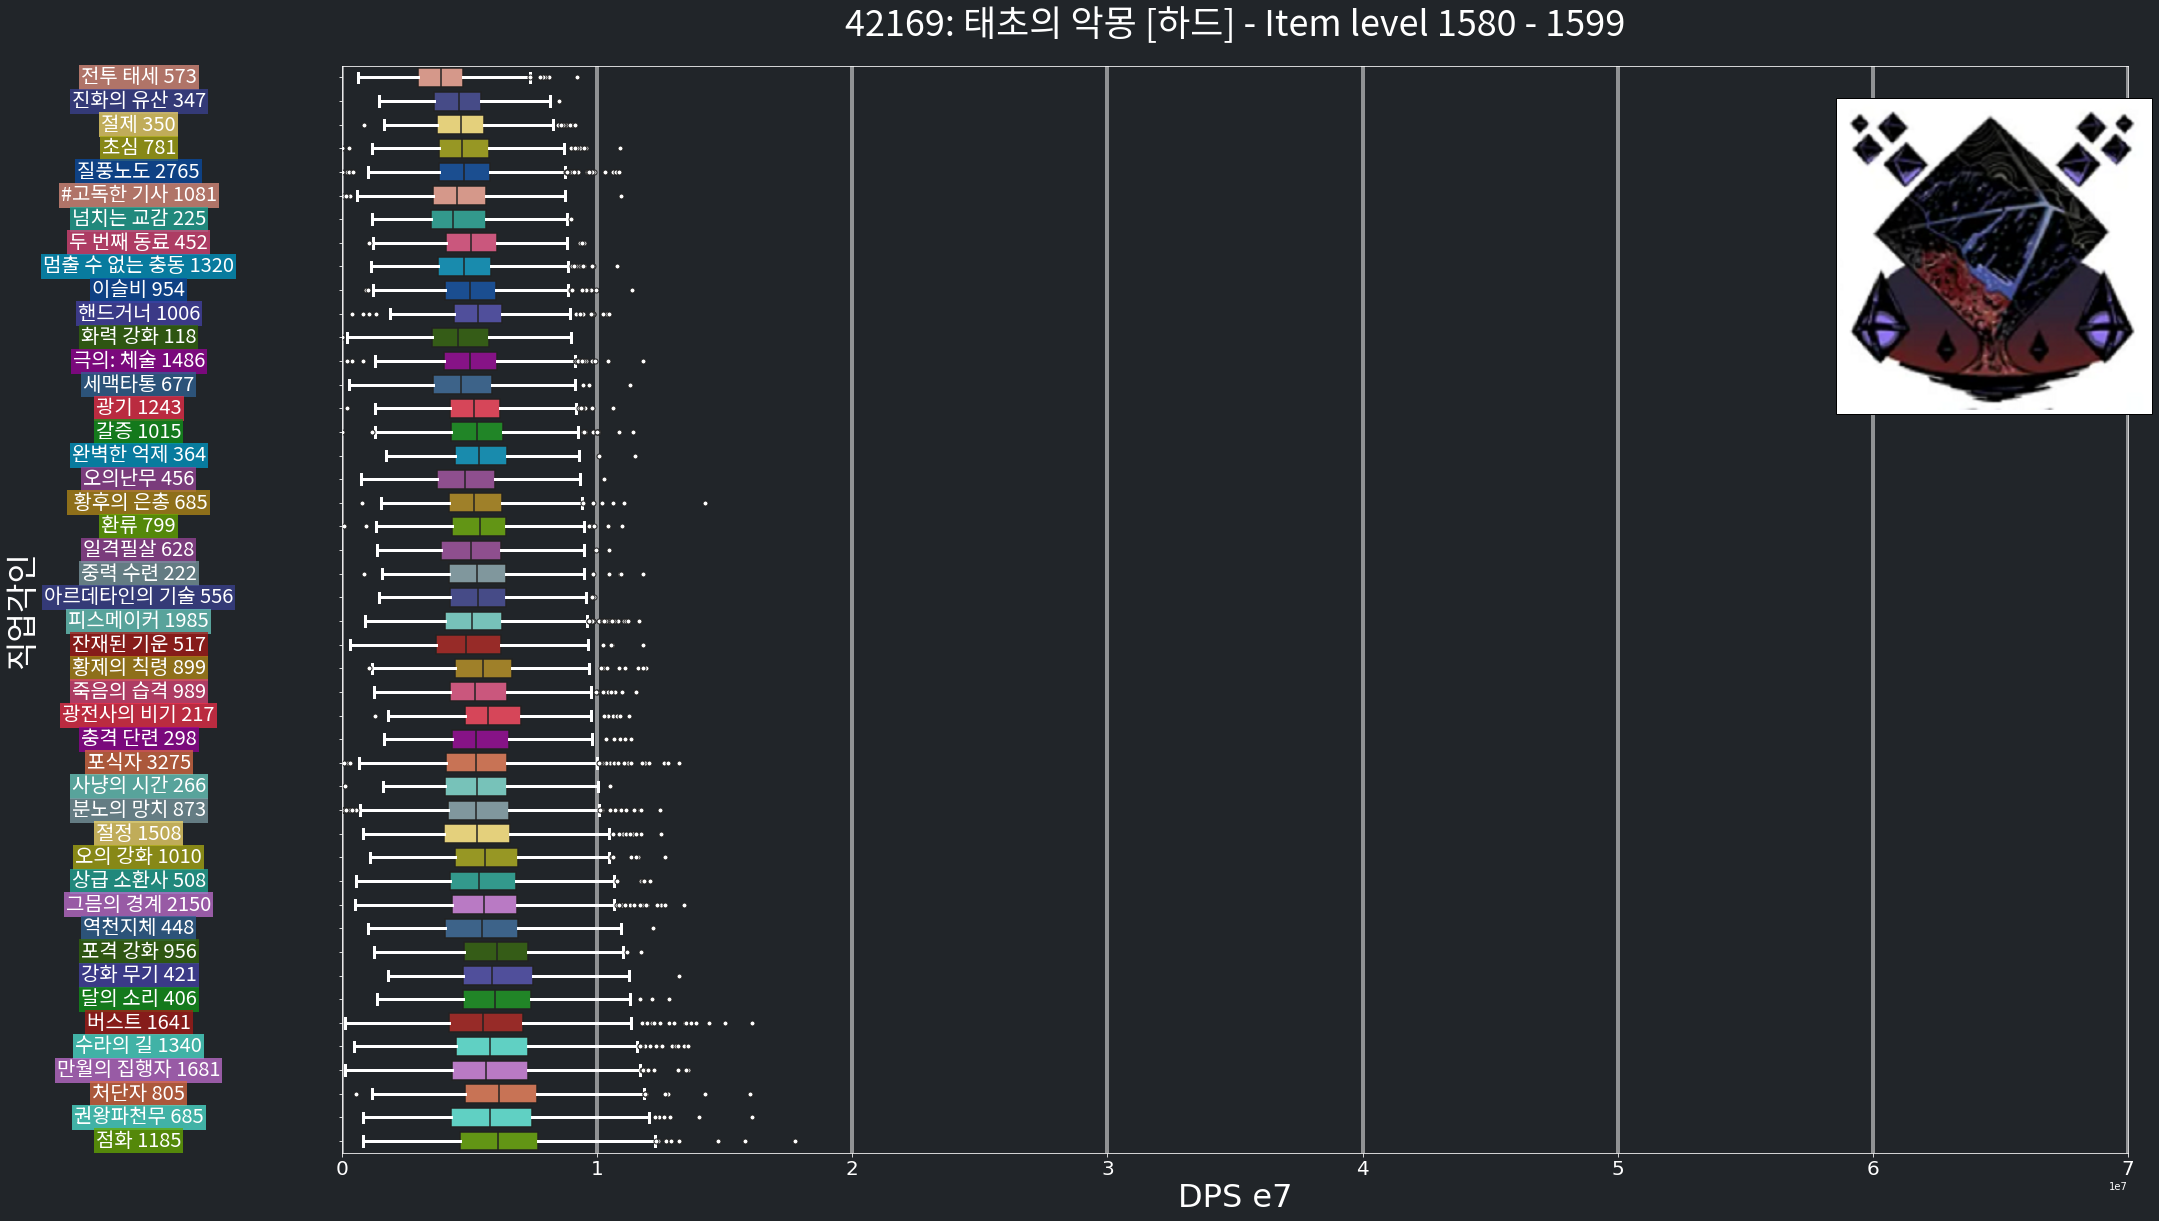 42169: 태초의 악몽 [하드] - Item level 1580 - 1599
전투 태세 573
진화의 유산 347
절제 350
초심 781
질풍노도 2765
#고독한 기사 1081
넘치는 교감 225
두 번째 동료 452
멈출 수 없는 충동 1320
이슬비 954
핸드거너 1006
화력 강화 118
극의: 체술 1486
세맥타통 677
광기 1243
갈증 1015
완벽한 억제 364
오의난무 456
황후의 은총 685
환류 799
일격필살 628
중력 수련 222
아르데타인의 기술 556
피스메이커 1985
잔재된 기운 517
황제의 칙령 899
죽음의 습격 989
광전사의 비기 217
충격 단련 298
포식자 3275
사냥의 시간 266
분노의 망치 873
절정 1508
오의 강화 1010
상급 소환사 508
그믐의 경계 2150
역천지체 448
포격 강화 956
강화 무기 421
달의 소리 406
버스트 1641
수라의 길 1340
만월의 집행자 1681
처단자 805
권왕파천무 685
점화 1185
직업각인
0 1 2 3 4 5 6 7
1e7
DPS e7